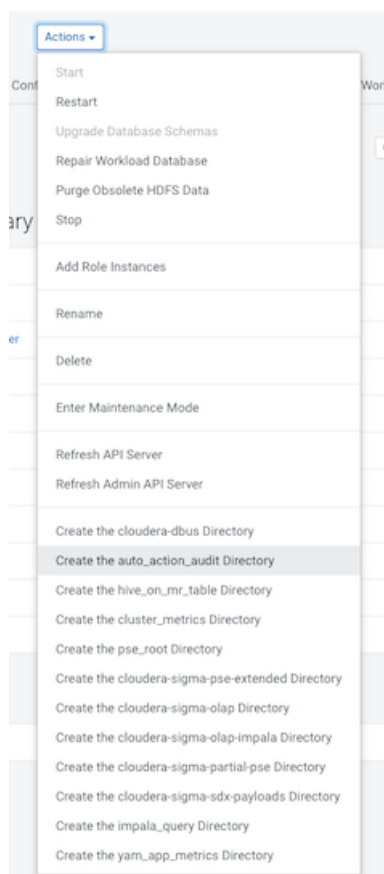 Actions
Start
Conf
Wor
Restart
Upgrade Database Schemas
Repair Workload Database
Purge Obsolete HDFS Data
Stop
ary
Add Role Instances
Rename
er
Delete
Enter Maintenance Mode
Refresh API Server
Refresh Admin API Server
Create the cloudera-dbus Directory
Create the auto_action_audit Directory
Create the hive_on_mr_table Directory
Create the cluster_metrics Directory
Create the pse_root Directory
Create the cloudera-sigma-pse-extended Directory
Create the cloudera-sigma-olap Directory
Create the cloudera-sigma-olap-impala Directory
Create the cloudera-sigma-partial-pse Directory
Create the cloudera-sigma-sdx-payloads Directory
Create the impala_query Directory
Create the yarn_app_metrics Directory